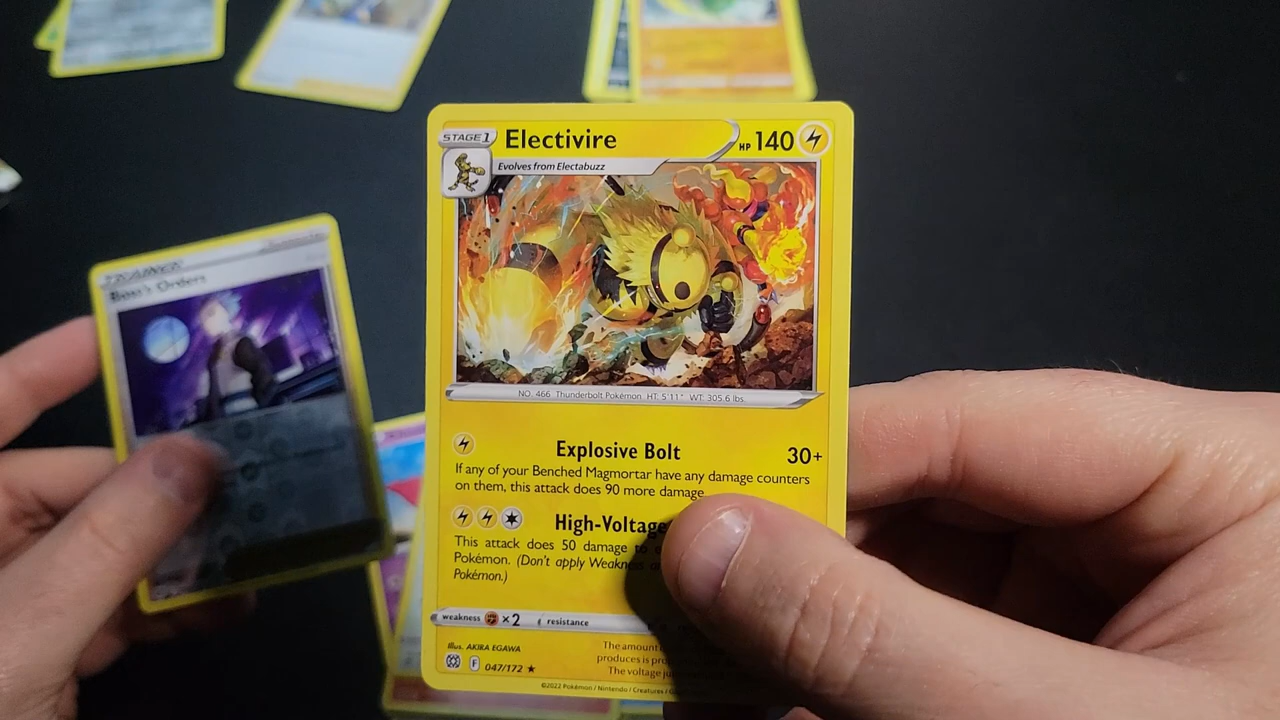 STAGE 1 Electivire HP 140
Evolves from Electabuzz
TRAINER
Boss's Orders
NO. 466 Thunderbolt Pokémon HT: 5'11" WT: 305.6 lbs.
Explosive Bolt 30+
If any of your Benched Magmortar have any damage counters
on them, this attack does 90 more damage.
High-Voltage
This attack does 50 damage to
Pokémon. (Don't apply Weakness
Pokémon.)
weakness ×2 resistance
Illus. AKIRA EGAWA
The amount
produces is
The voltage
F 047/172 ★
©2022 Pokémon / Nintendo / Creatures /